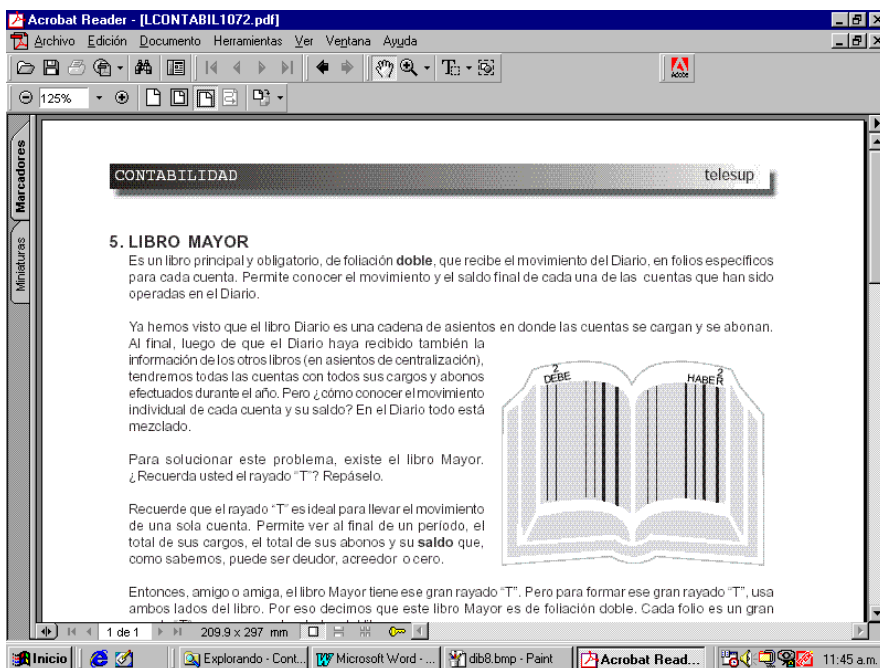 Acrobat Reader - [LCONTABIL1072.pdf]
Archivo Edición Documento Herramientas Ver Ventana Ayuda
Adobe
125%
Marcadores
Miniaturas
CONTABILIDAD telesup
5. LIBRO MAYOR
Es un libro principal y obligatorio, de foliación doble, que recibe el movimiento del Diario, en folios específicos
para cada cuenta. Permite conocer el movimiento y el saldo final de cada una de las cuentas que han sido
operadas en el Diario.
Ya hemos visto que el libro Diario es una cadena de asientos en donde las cuentas se cargan y se abonan.
Al final, luego de que el Diario haya recibido también la
información de los otros libros (en asientos de centralización),
tendremos todas las cuentas con todos sus cargos y abonos
efectuados durante el año. Pero ¿cómo conocer el movimiento
individual de cada cuenta y su saldo? En el Diario todo está
mezclado.
2
DEBE
2
HABER
Para solucionar este problema, existe el libro Mayor.
¿Recuerda usted el rayado "T"? Repáselo.
Recuerde que el rayado "T" es ideal para llevar el movimiento
de una sola cuenta. Permite ver al final de un período, el
total de sus cargos, el total de sus abonos y su saldo que,
como sabemos, puede ser deudor, acreedor o cero.
Entonces, amigo o amiga, el libro Mayor tiene ese gran rayado "T". Pero para formar ese gran rayado "T", usa
ambos lados del libro. Por eso decimos que este libro Mayor es de foliación doble. Cada folio es un gran
1 de 1 209.9 x 297 mm
Inicio Explorando - Cont... Microsoft Word - ... dib8.bmp - Paint Acrobat Read... 11:45 a.m.